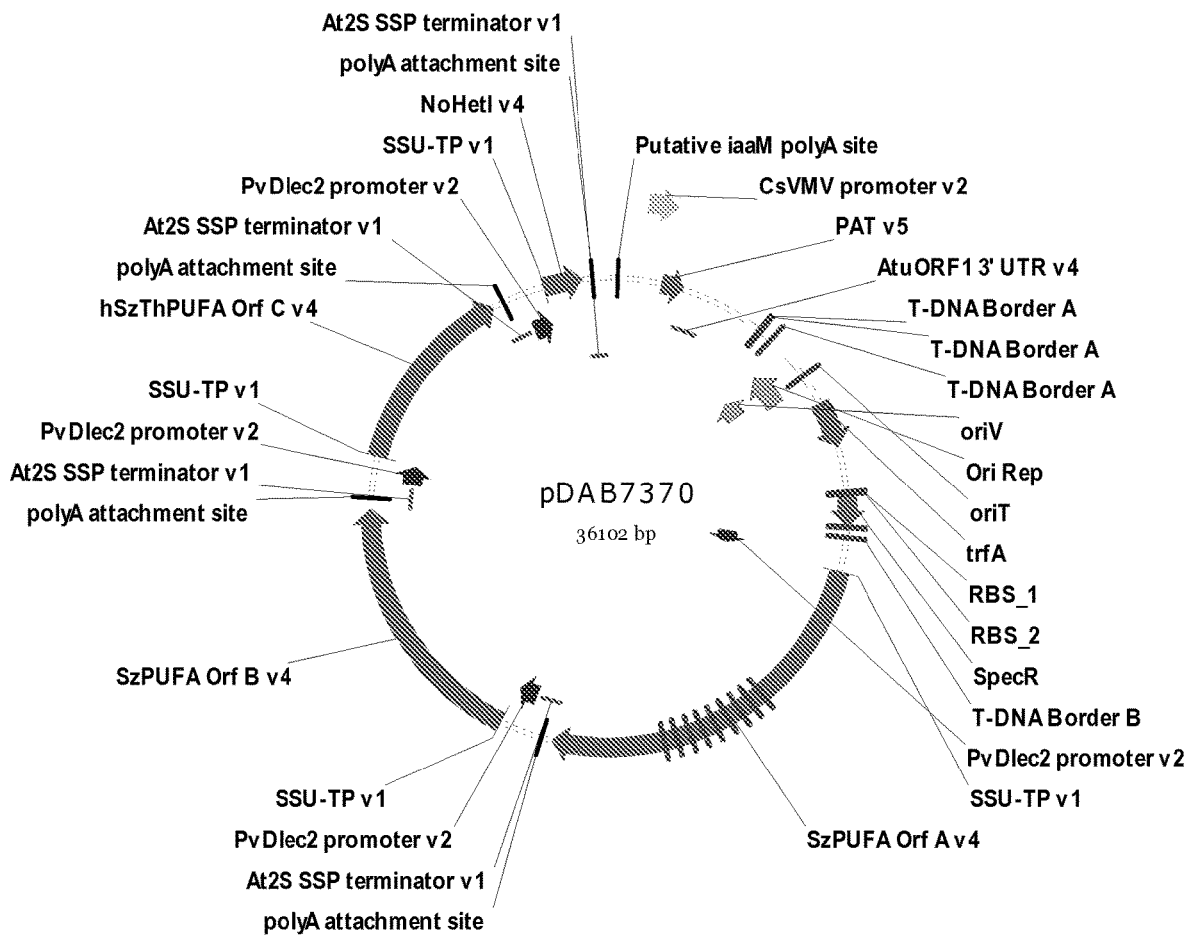 At2S SSP terminator v1
polyA attachment site
NoHetI v4
SSU-TP v1
PvDlec2 promoter v2
At2S SSP terminator v1
polyA attachment site
hSzThPUFA Orf C v4
SSU-TP v1
PvDlec2 promoter v2
At2S SSP terminator v1
polyA attachment site
SzPUFA Orf B v4
SSU-TP v1
PvDlec2 promoter v2
At2S SSP terminator v1
polyA attachment site
pDAB7370
36102 bp
Putative iaaM polyA site
CsVMV promoter v2
PAT v5
AtuORF1 3' UTR v4
T-DNA Border A
T-DNA Border A
T-DNA Border A
oriV
Ori Rep
oriT
trfA
RBS_1
RBS_2
SpecR
T-DNA Border B
PvDlec2 promoter v2
SSU-TP v1
SzPUFA Orf A v4